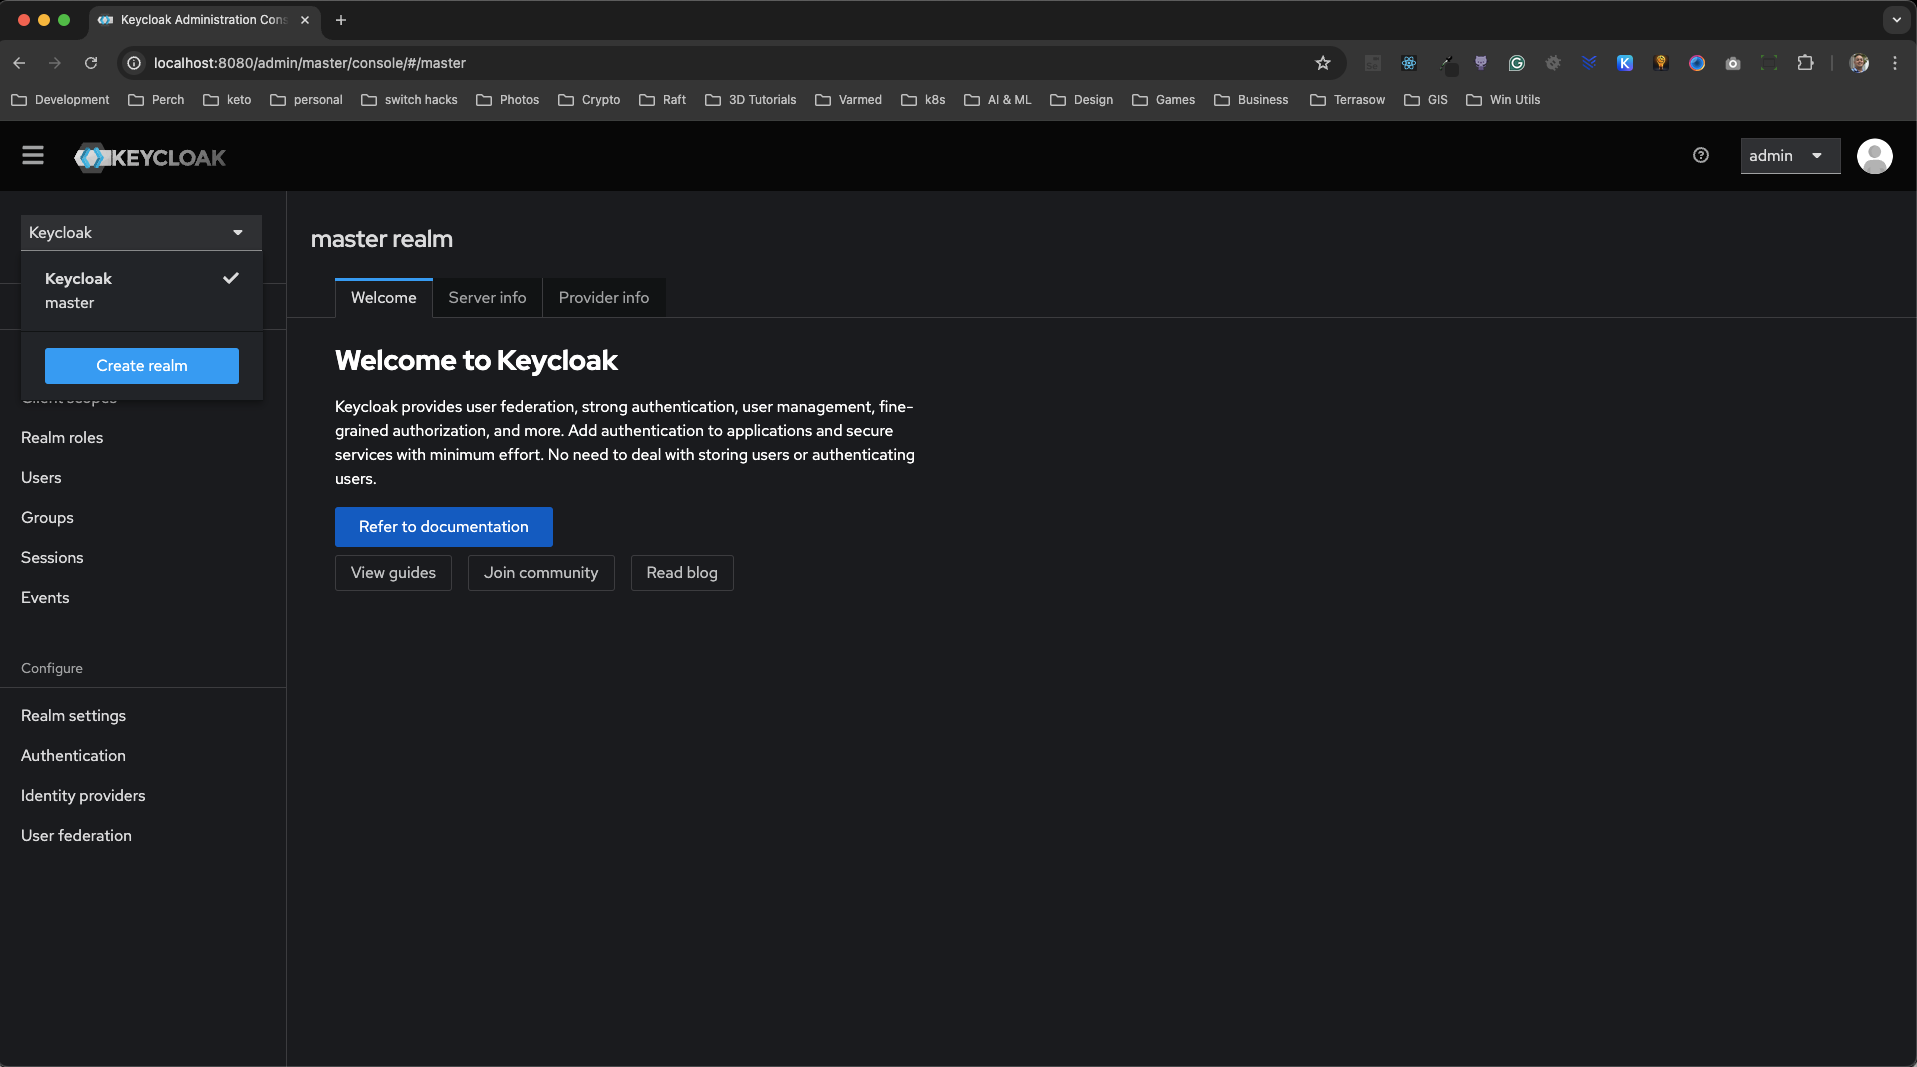 Keycloak Administration Cons
localhost:8080/admin/master/console/#/master
Development Perch keto personal switch hacks Photos Crypto Raft 3D Tutorials Varmed k8s AI & ML Design Games Business Terrasow GIS Win Utils
KEYCLOAK
admin
Keycloak
Keycloak
master
Create realm
Client scopes
Realm roles
Users
Groups
Sessions
Events
Configure
Realm settings
Authentication
Identity providers
User federation
master realm
Welcome Server info Provider info
Welcome to Keycloak
Keycloak provides user federation, strong authentication, user management, fine-
grained authorization, and more. Add authentication to applications and secure
services with minimum effort. No need to deal with storing users or authenticating
users.
Refer to documentation
View guides Join community Read blog